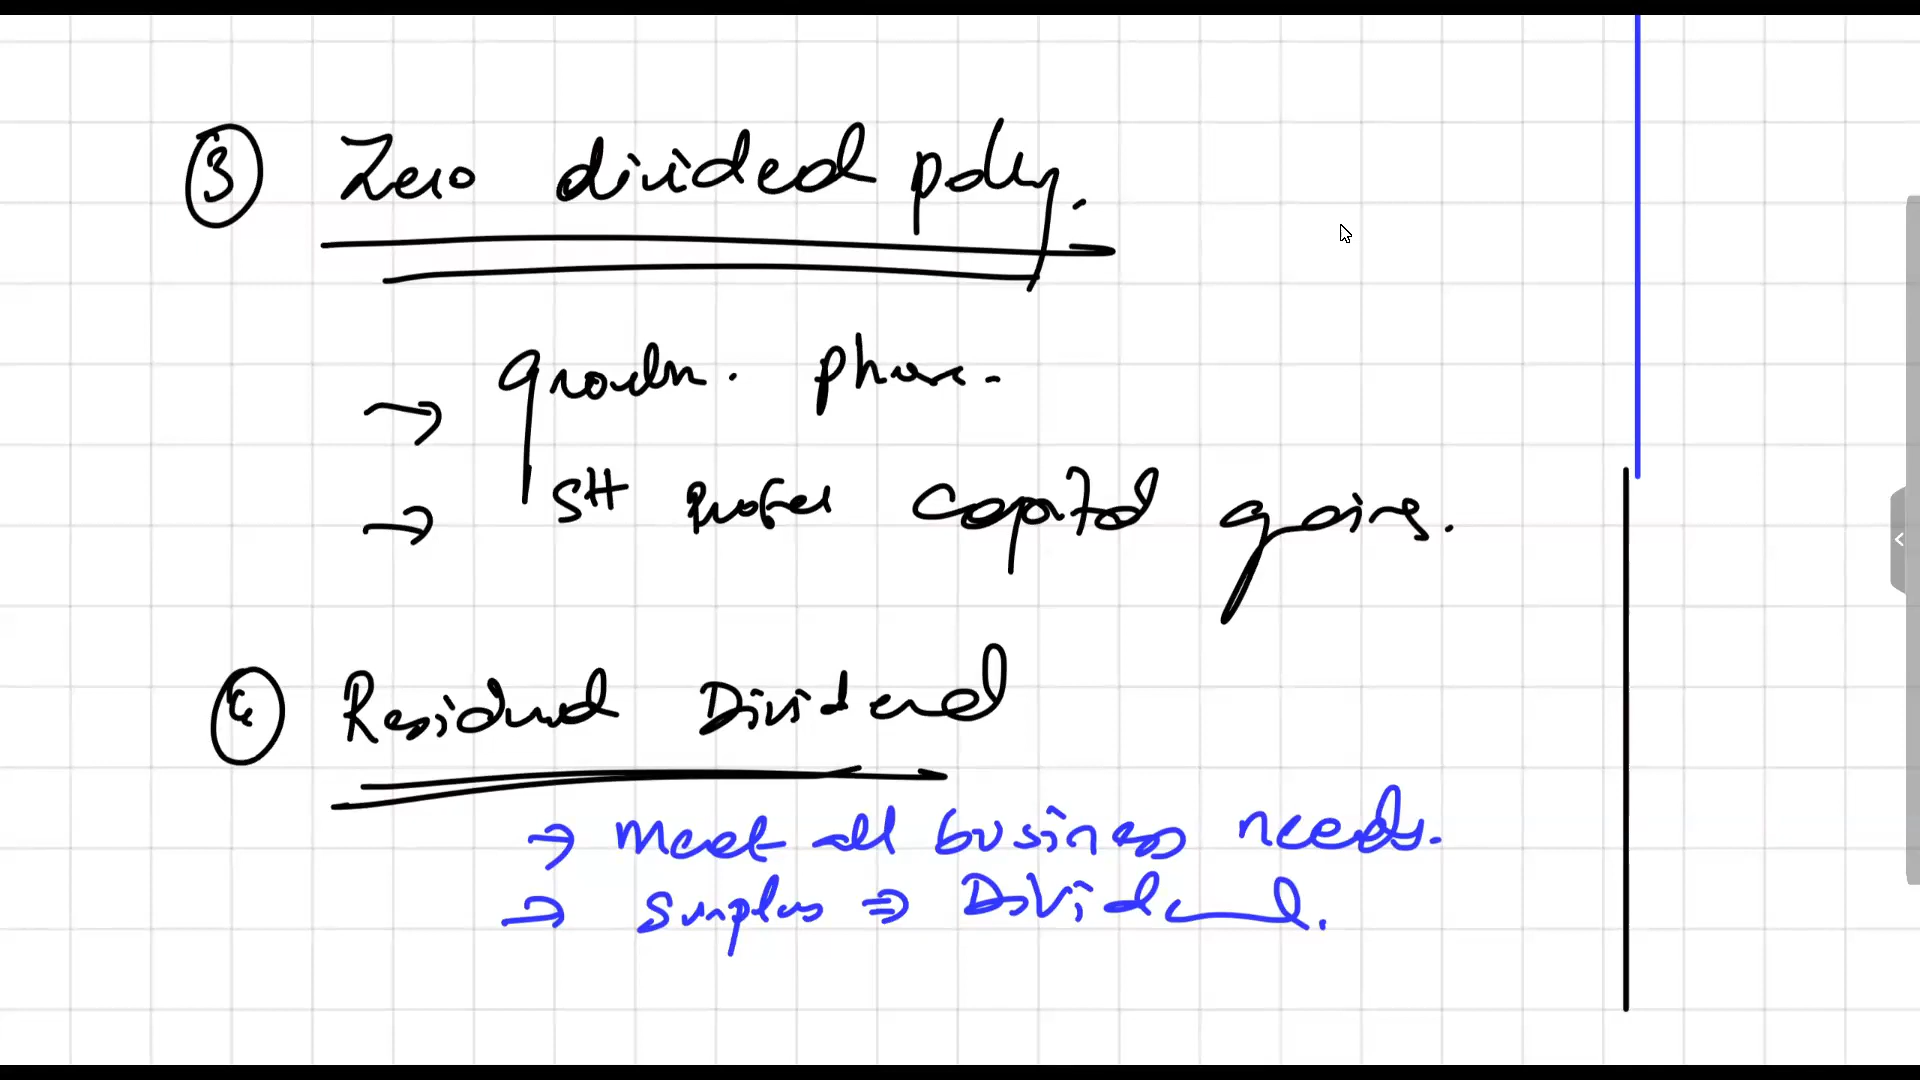 3 Zero divided policy.
→ growth. phase.
→ SH prefer capital gains.
4 Residual Dividend
→ meet all business needs.
→ surplus ⇒ Dividend.